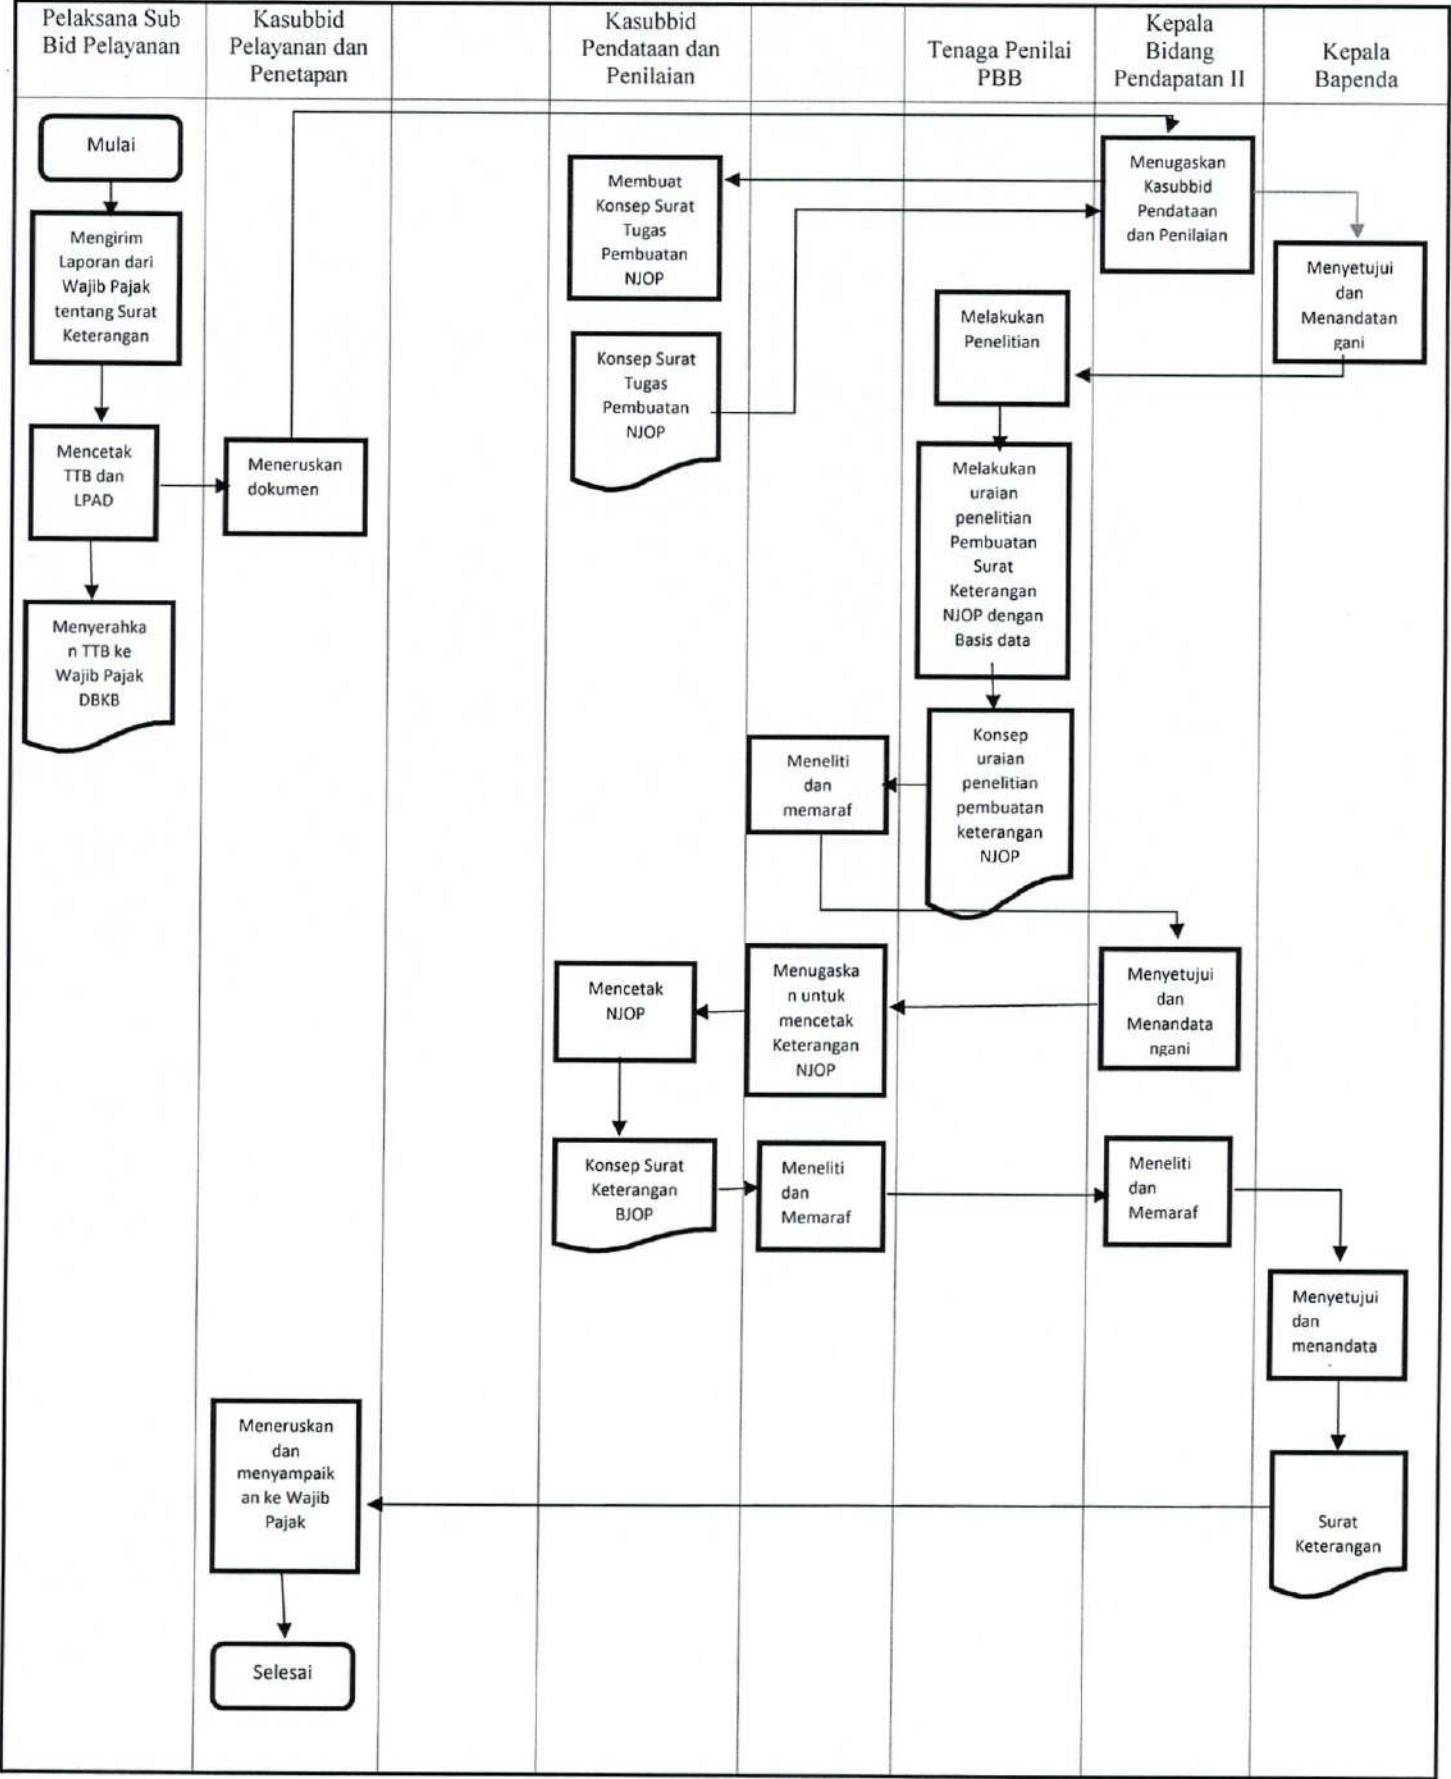 Pelaksana Sub
Bid Pelayanan
Kasubbid
Pelayanan dan
Penetapan
Kasubbid
Pendataan dan
Penilaian
Tenaga Penilai
PBB
Kepala
Bidang
Pendapatan II
Kepala
Bapenda
Mulai
Mengirim
Laporan dari
Wajib Pajak
tentang Surat
Keterangan
Mencetak
TTB dan
LPAD
Menyerahka
n TTB ke
Wajib Pajak
DBKB
Meneruskan
dokumen
Menugaskan
Kasubbid
Pendataan
dan Penilaian
Membuat
Konsep Surat
Tugas
Pembuatan
NJOP
Konsep Surat
Tugas
Pembuatan
NJOP
Menyetujui
dan
Menandatan
gani
Melakukan
Penelitian
Melakukan
uraian
penelitian
Pembuatan
Surat
Keterangan
NJOP dengan
Basis data
Konsep
uraian
penelitian
pembuatan
keterangan
NJOP
Meneliti
dan
memaraf
Menyetujui
dan
Menandata
ngani
Menugaska
n untuk
mencetak
Keterangan
NJOP
Mencetak
NJOP
Konsep Surat
Keterangan
BJOP
Meneliti
dan
Memaraf
Meneliti
dan
Memaraf
Menyetujui
dan
menandata
Surat
Keterangan
Meneruskan
dan
menyampaik
an ke Wajib
Pajak
Selesai